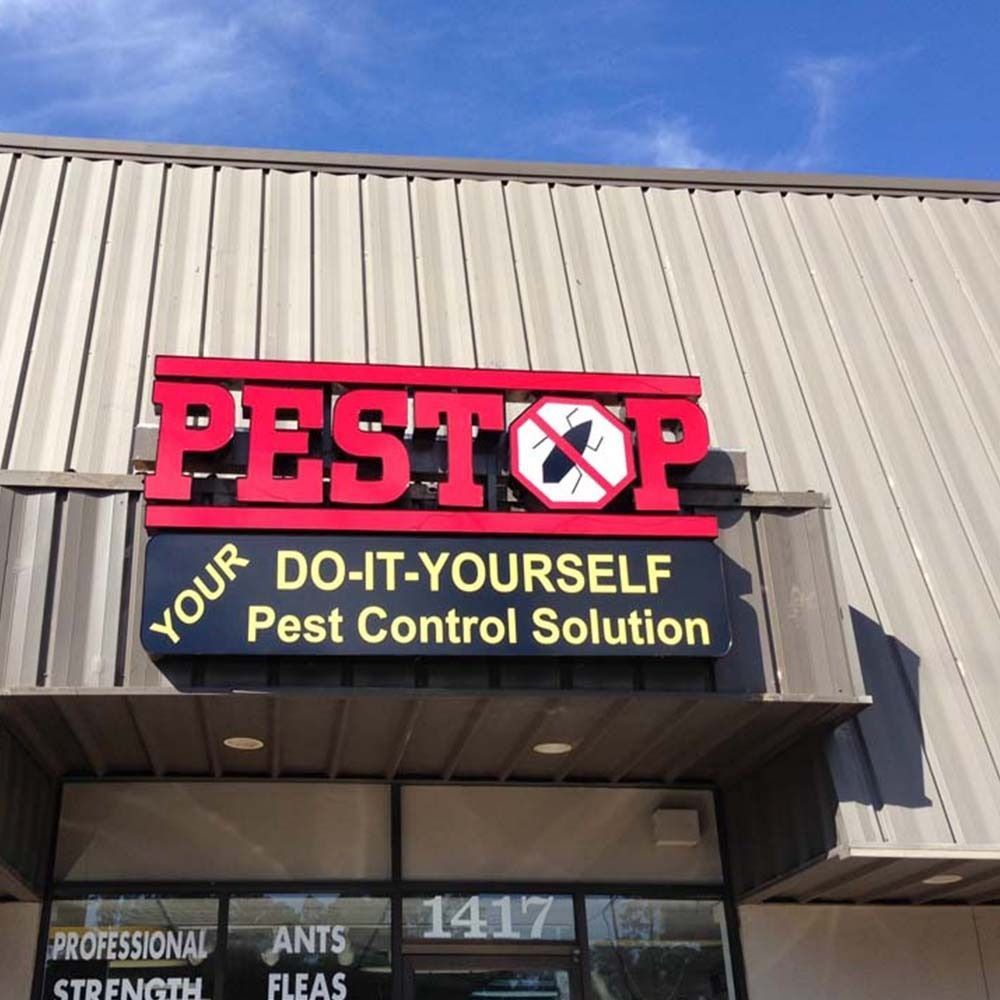 PESTOP
YOUR
DO-IT-YOURSELF
Pest Control Solution
1417
PROFESSIONAL
STRENGTH
ANTS
FLEAS